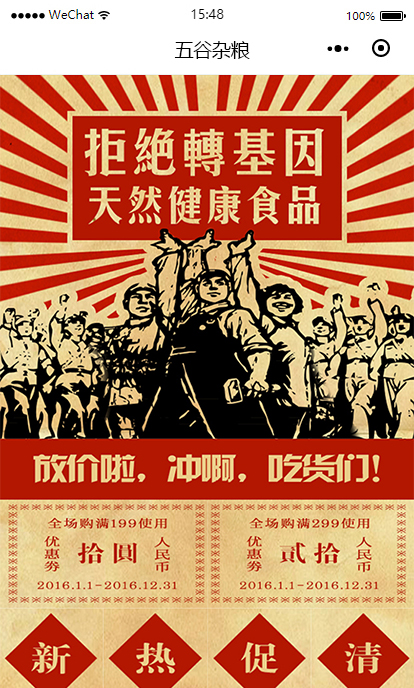 ●●●●● WeChat 15:48 100%
五谷杂粮
拒絕轉基因
天然健康食品
放价啦，冲啊，吃货们！
全场购满199使用
优惠券 拾圓 人民币
2016.1.1-2016.12.31
全场购满299使用
优惠券 貳拾 人民币
2016.1.1-2016.12.31
新 热 促 清